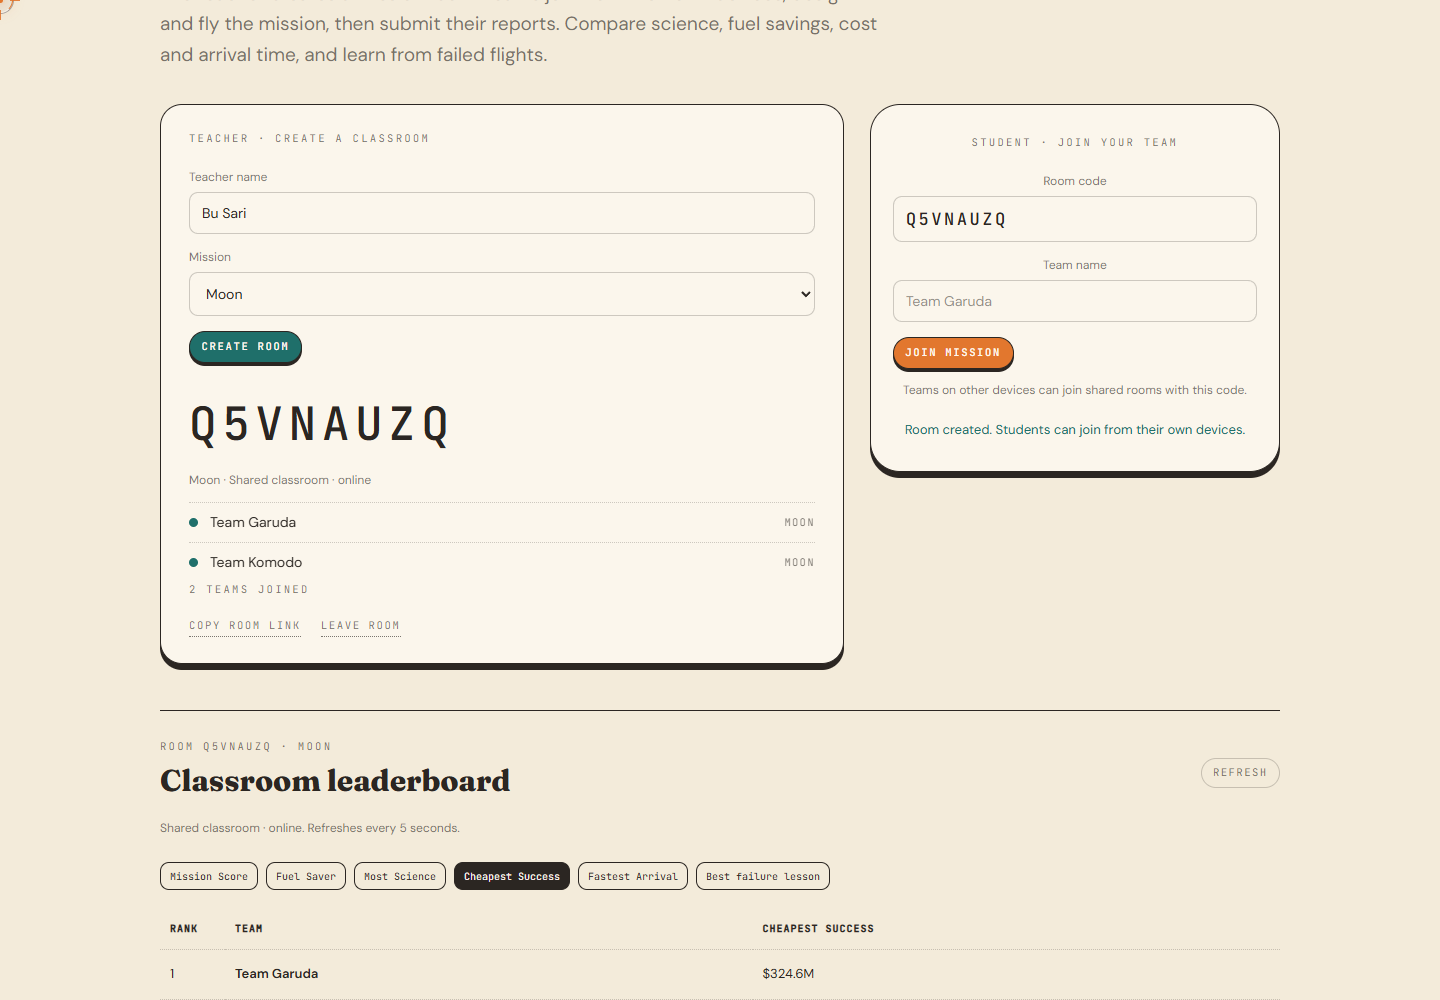 and fly the mission, then submit their reports. Compare science, fuel savings, cost
and arrival time, and learn from failed flights.
TEACHER · CREATE A CLASSROOM
Teacher name
Bu Sari
Mission
Moon
CREATE ROOM
Q5VNAUZQ
Moon · Shared classroom · online
Team Garuda MOON
Team Komodo MOON
2 TEAMS JOINED
COPY ROOM LINK LEAVE ROOM
STUDENT · JOIN YOUR TEAM
Room code
Q5VNAUZQ
Team name
Team Garuda
JOIN MISSION
Teams on other devices can join shared rooms with this code.
Room created. Students can join from their own devices.
ROOM Q5VNAUZQ · MOON
Classroom leaderboard
REFRESH
Shared classroom · online. Refreshes every 5 seconds.
Mission Score Fuel Saver Most Science Cheapest Success Fastest Arrival Best failure lesson
RANK TEAM CHEAPEST SUCCESS
1 Team Garuda $324.6M